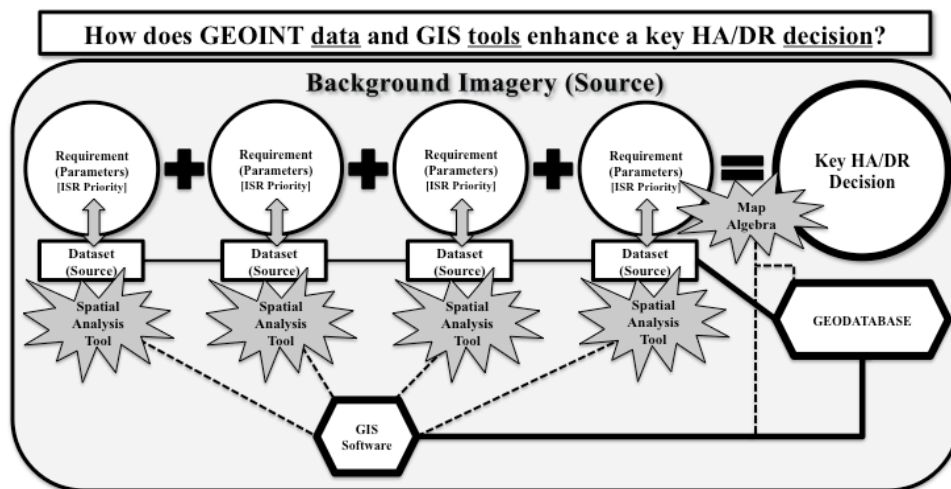 How does GEOINT data and GIS tools enhance a key HA/DR decision?
Background Imagery (Source)
Requirement
(Parameters)
[ISR Priority]
Requirement
(Parameters)
[ISR Priority]
Requirement
(Parameters)
[ISR Priority]
Requirement
(Parameters)
[ISR Priority]
Key HA/DR
Decision
Map
Algebra
Dataset
(Source)
Dataset
(Source)
Dataset
(Source)
Dataset
(Source)
Spatial
Analysis
Tool
Spatial
Analysis
Tool
Spatial
Analysis
Tool
Spatial
Analysis
Tool
GEODATABASE
GIS
Software